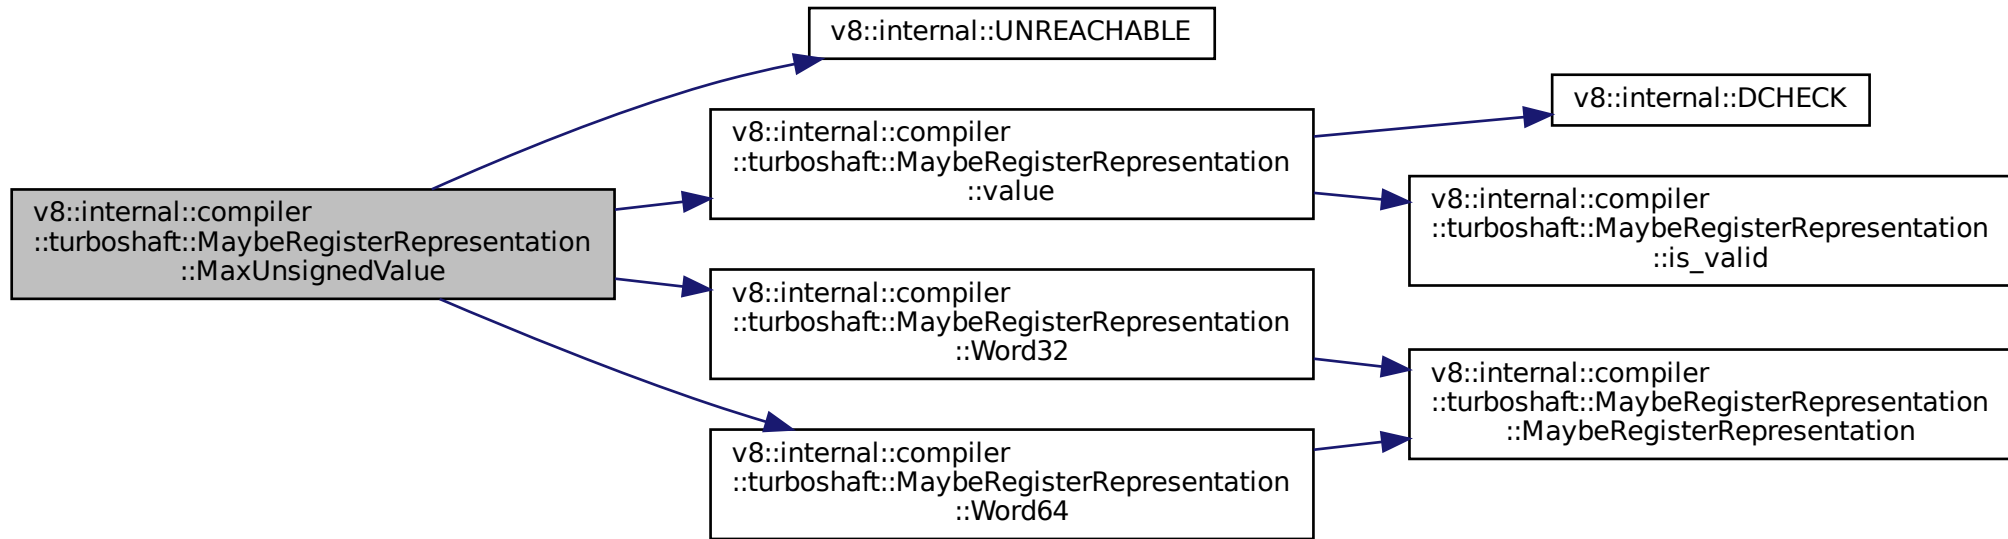 v8::internal::compiler
::turboshaft::MaybeRegisterRepresentation
::MaxUnsignedValue
v8::internal::UNREACHABLE
v8::internal::compiler
::turboshaft::MaybeRegisterRepresentation
::value
v8::internal::compiler
::turboshaft::MaybeRegisterRepresentation
::Word32
v8::internal::compiler
::turboshaft::MaybeRegisterRepresentation
::Word64
v8::internal::DCHECK
v8::internal::compiler
::turboshaft::MaybeRegisterRepresentation
::is_valid
v8::internal::compiler
::turboshaft::MaybeRegisterRepresentation
::MaybeRegisterRepresentation